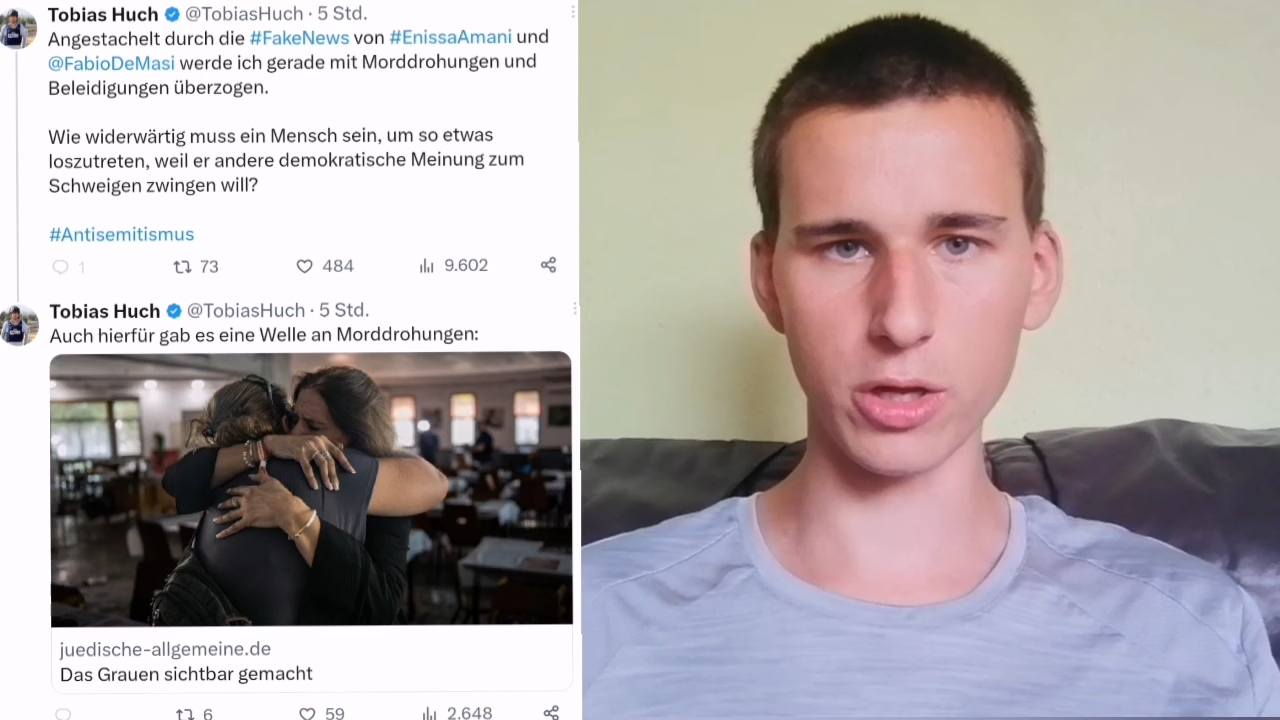 Tobias Huch @TobiasHuch · 5 Std.
Angestachelt durch die #FakeNews von #EnissaAmani und
@FabioDeMasi werde ich gerade mit Morddrohungen und
Beleidigungen überzogen.
Wie widerwärtig muss ein Mensch sein, um so etwas
loszutreten, weil er andere demokratische Meinung zum
Schweigen zwingen will?
#Antisemitismus
1 73 484 9.602
Tobias Huch @TobiasHuch · 5 Std.
Auch hierfür gab es eine Welle an Morddrohungen:
juedische-allgemeine.de
Das Grauen sichtbar gemacht
6 59 2.648